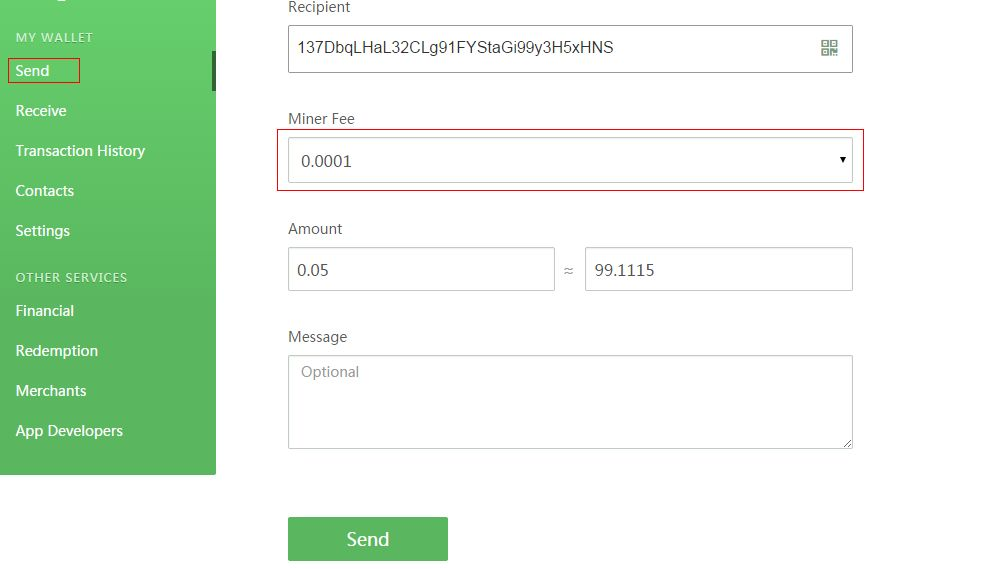 MY WALLET
Send
Receive
Transaction History
Contacts
Settings
OTHER SERVICES
Financial
Redemption
Merchants
App Developers
Recipient
137DbqLHaL32CLg91FYStaGi99y3H5xHNS
Miner Fee
0.0001
Amount
0.05 ≈ 99.1115
Message
Optional
Send